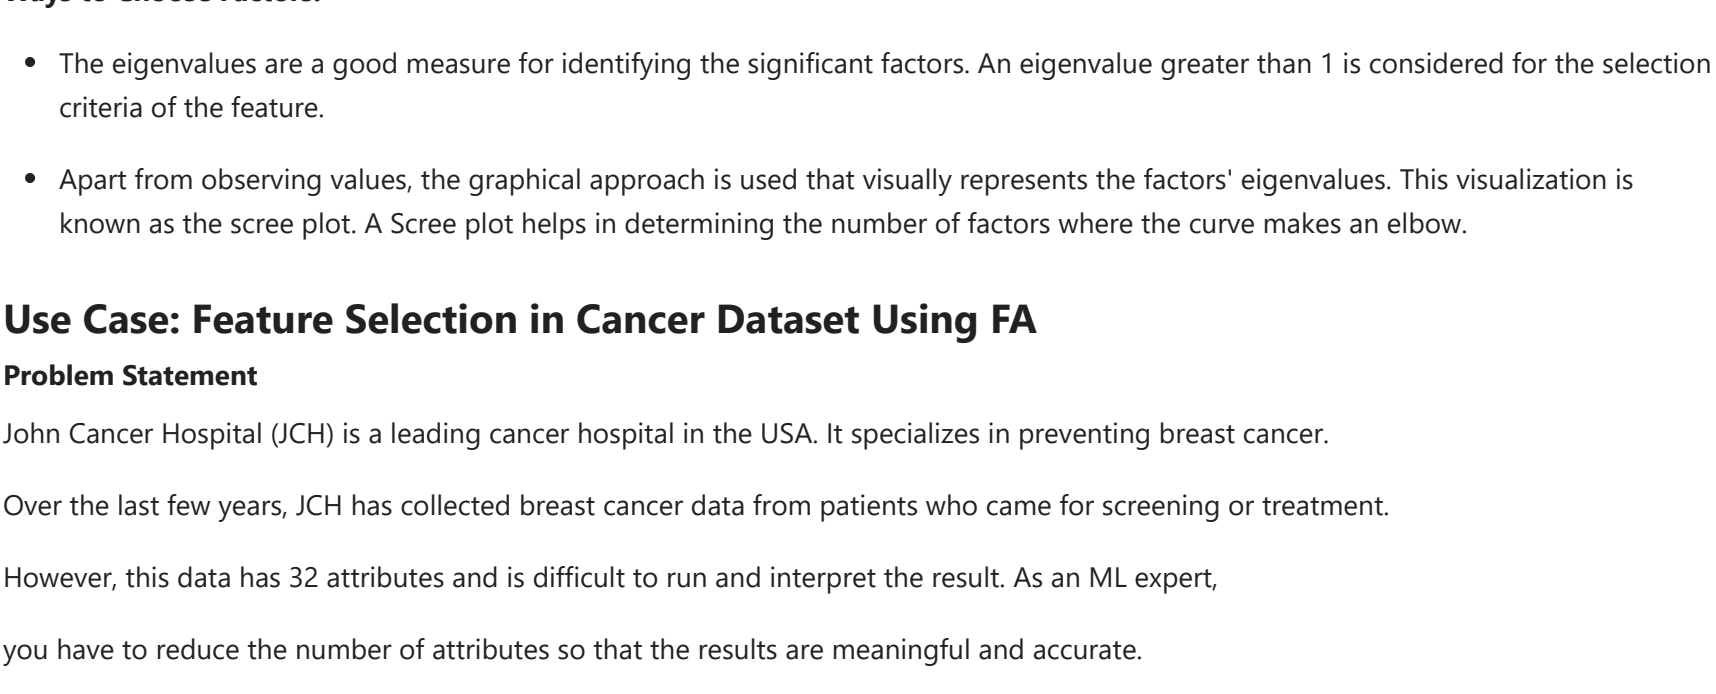 Ways to Choose Factors:
The eigenvalues are a good measure for identifying the significant factors. An eigenvalue greater than 1 is considered for the selection
criteria of the feature.
Apart from observing values, the graphical approach is used that visually represents the factors' eigenvalues. This visualization is
known as the scree plot. A Scree plot helps in determining the number of factors where the curve makes an elbow.
Use Case: Feature Selection in Cancer Dataset Using FA
Problem Statement
John Cancer Hospital (JCH) is a leading cancer hospital in the USA. It specializes in preventing breast cancer.
Over the last few years, JCH has collected breast cancer data from patients who came for screening or treatment.
However, this data has 32 attributes and is difficult to run and interpret the result. As an ML expert,
you have to reduce the number of attributes so that the results are meaningful and accurate.